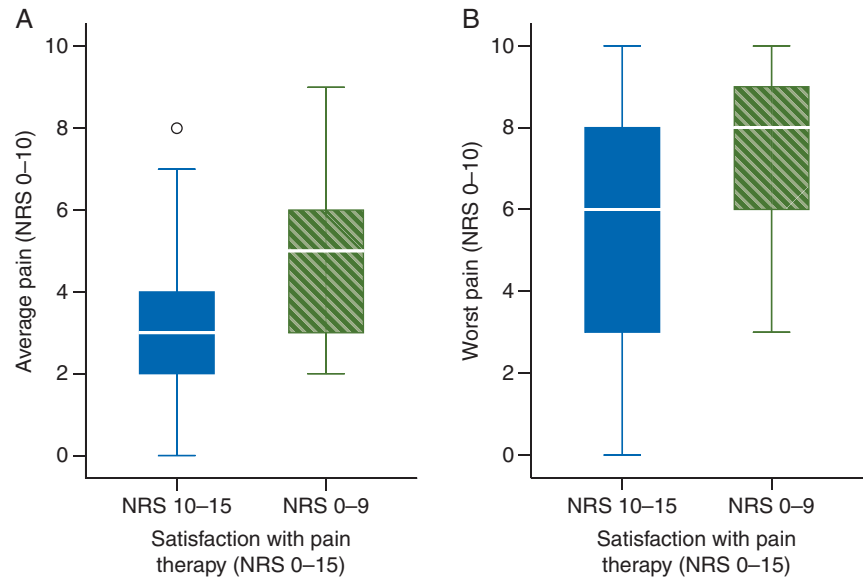 A
Average pain (NRS 0–10)
10
8
6
4
2
0
NRS 10–15
NRS 0–9
Satisfaction with pain
therapy (NRS 0–15)
B
Worst pain (NRS 0–10)
10
8
6
4
2
0
NRS 10–15
NRS 0–9
Satisfaction with pain
therapy (NRS 0–15)